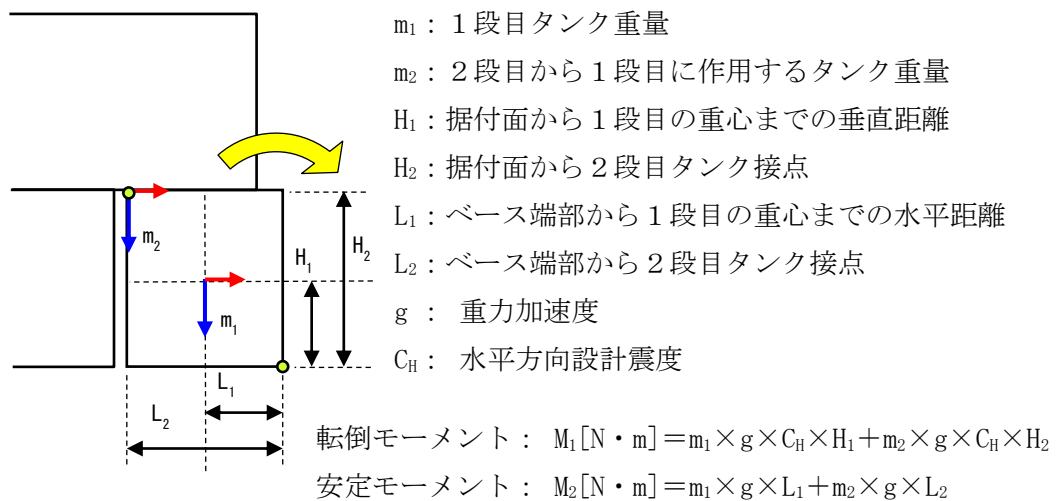 m₁：１段目タンク重量
m₂：２段目から１段目に作用するタンク重量
H₁：据付面から１段目の重心までの垂直距離
H₂：据付面から２段目タンク接点
L₁：ベース端部から１段目の重心までの水平距離
L₂：ベース端部から２段目タンク接点
g ： 重力加速度
C_H： 水平方向設計震度
m₂
H₁
H₂
m₁
L₁
L₂
転倒モーメント： M₁[N・m]＝m₁×g×C_H×H₁＋m₂×g×C_H×H₂
安定モーメント： M₂[N・m]＝m₁×g×L₁＋m₂×g×L₂